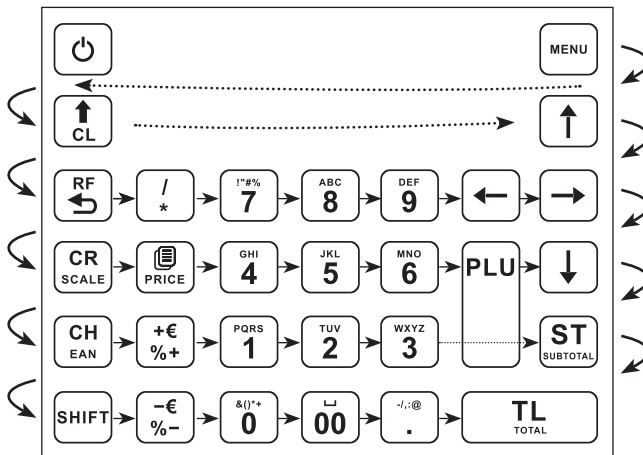 MENU
CL
RF / * !"#% 7 ABC 8 DEF 9
CR SCALE PRICE GHI 4 JKL 5 MNO 6 PLU
CH EAN +€ %+ PQRS 1 TUV 2 WXYZ 3 ST SUBTOTAL
SHIFT −€ %− &()*+ 0 ⌴ 00 -/,:@ . TL TOTAL